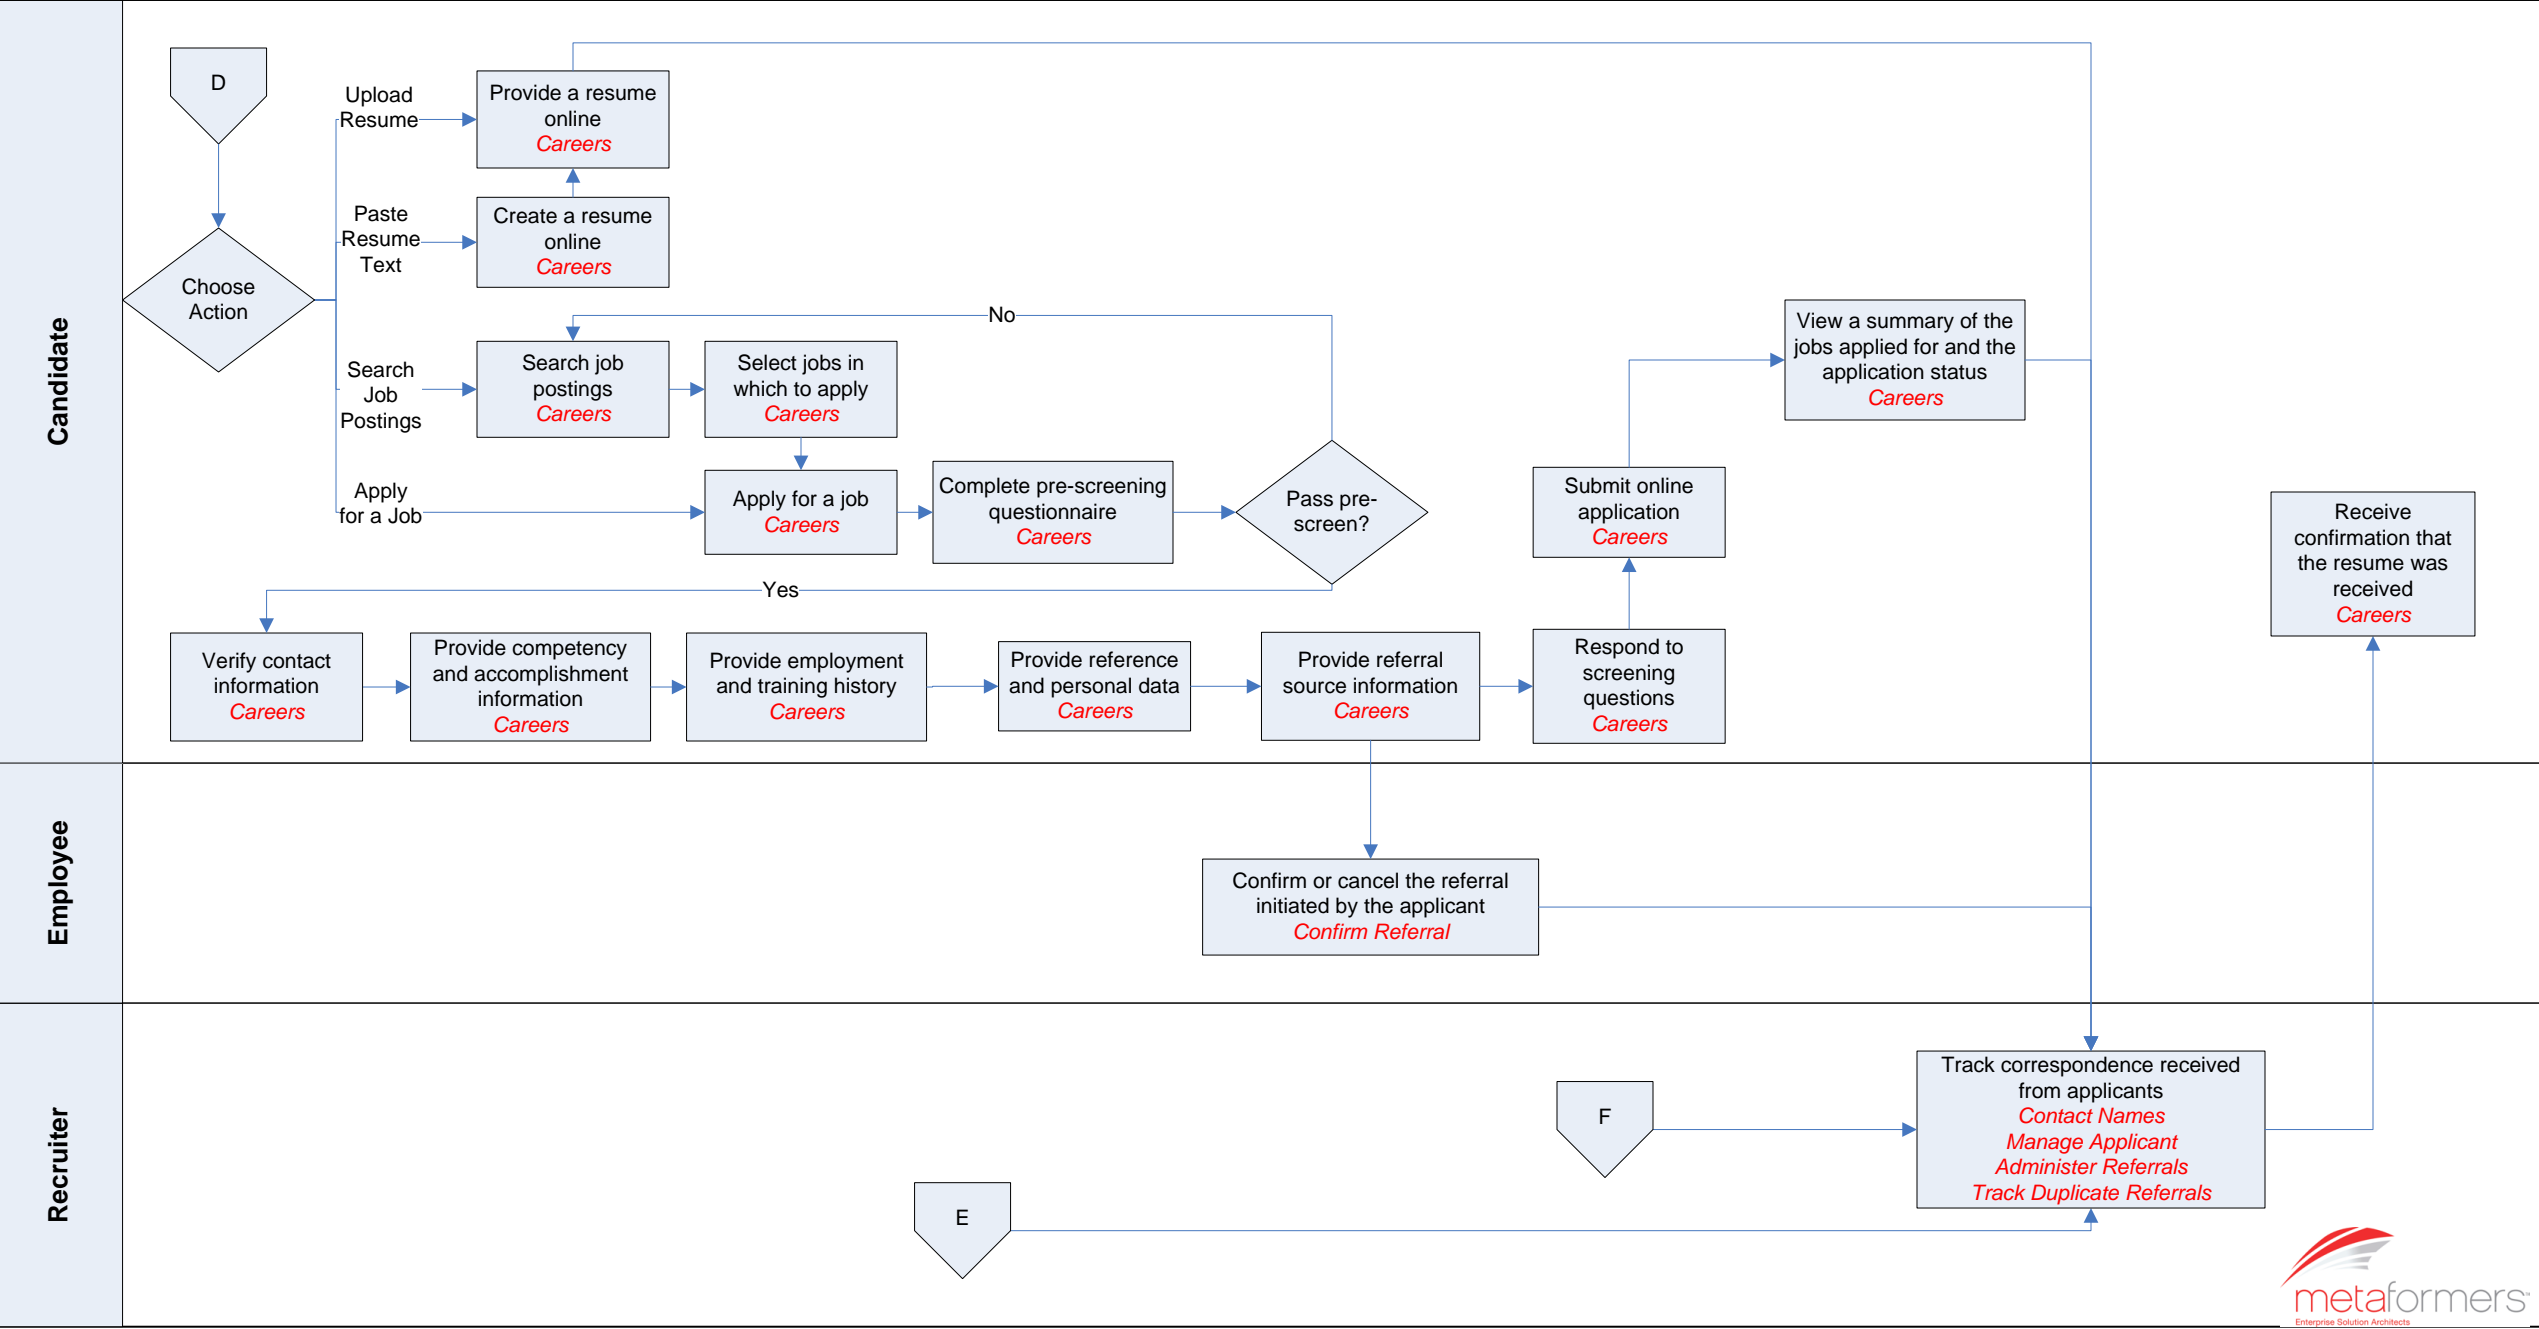 Candidate
D
Choose
Action
Upload
Resume
Provide a resume
online
Careers
Paste
Resume
Text
Create a resume
online
Careers
No
Search
Job
Postings
Search job
postings
Careers
Select jobs in
which to apply
Careers
Apply
for a Job
Apply for a job
Careers
Complete pre-screening
questionnaire
Careers
Pass pre-
screen?
Yes
Verify contact
information
Careers
Provide competency
and accomplishment
information
Careers
Provide employment
and training history
Careers
Provide reference
and personal data
Careers
Provide referral
source information
Careers
Respond to
screening
questions
Careers
Submit online
application
Careers
View a summary of the
jobs applied for and the
application status
Careers
Receive
confirmation that
the resume was
received
Careers
Employee
Confirm or cancel the referral
initiated by the applicant
Confirm Referral
Recruiter
E
F
Track correspondence received
from applicants
Contact Names
Manage Applicant
Administer Referrals
Track Duplicate Referrals
metaformers
Enterprise Solution Architects